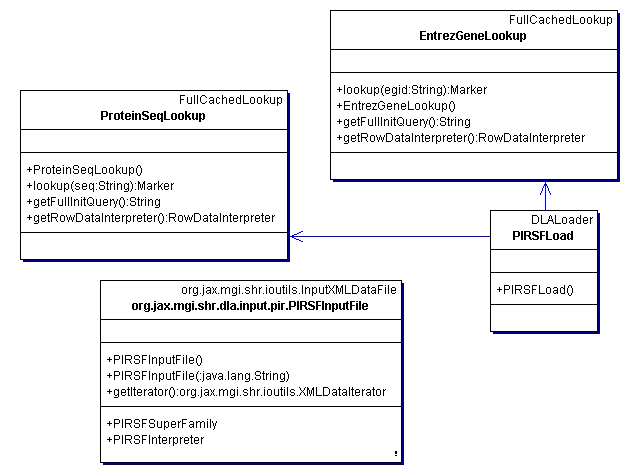 FullCachedLookup
EntrezGeneLookup
+lookup(egid:String):Marker
+EntrezGeneLookup()
+getFullInitQuery():String
+getRowDataInterpreter():RowDataInterpreter
FullCachedLookup
ProteinSeqLookup
+ProteinSeqLookup()
+lookup(seq:String):Marker
+getFullInitQuery():String
+getRowDataInterpreter():RowDataInterpreter
DLALoader
PIRSFLoad
+PIRSFLoad()
org.jax.mgi.shr.ioutils.InputXMLDataFile
org.jax.mgi.shr.dla.input.pir.PIRSFInputFile
+PIRSFInputFile()
+PIRSFInputFile(:java.lang.String)
+getIterator():org.jax.mgi.shr.ioutils.XMLDataIterator
+PIRSFSuperFamily
+PIRSFInterpreter
!